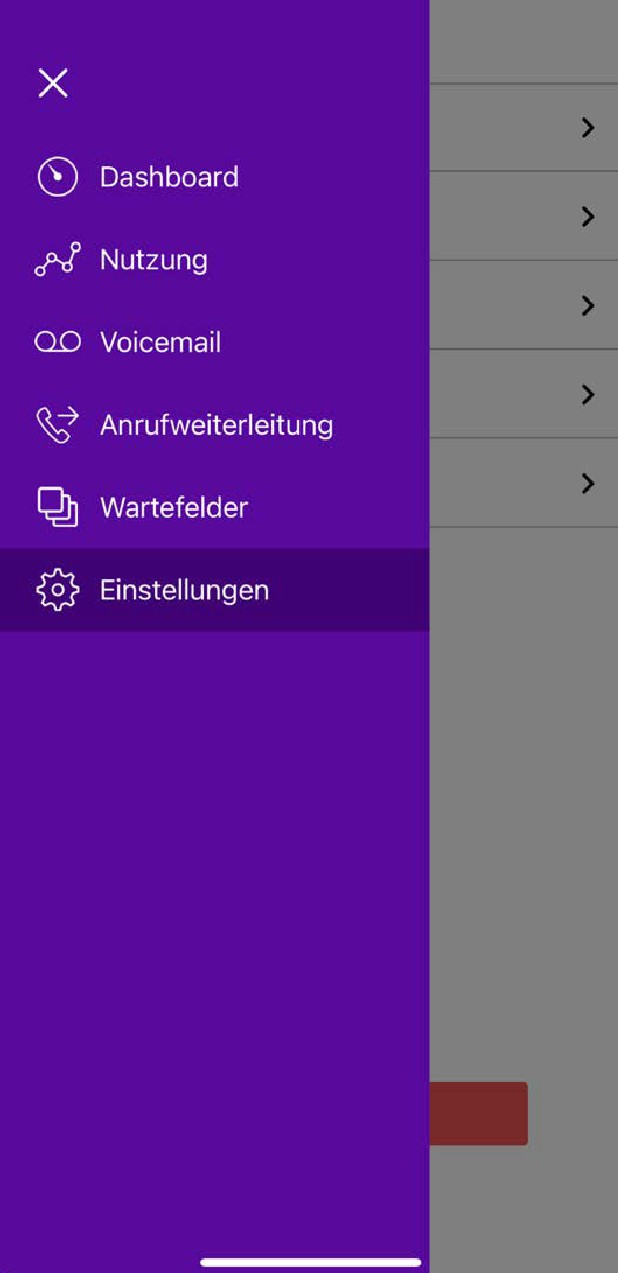 Dashboard
Nutzung
Voicemail
Anrufweiterleitung
Wartefelder
Einstellungen